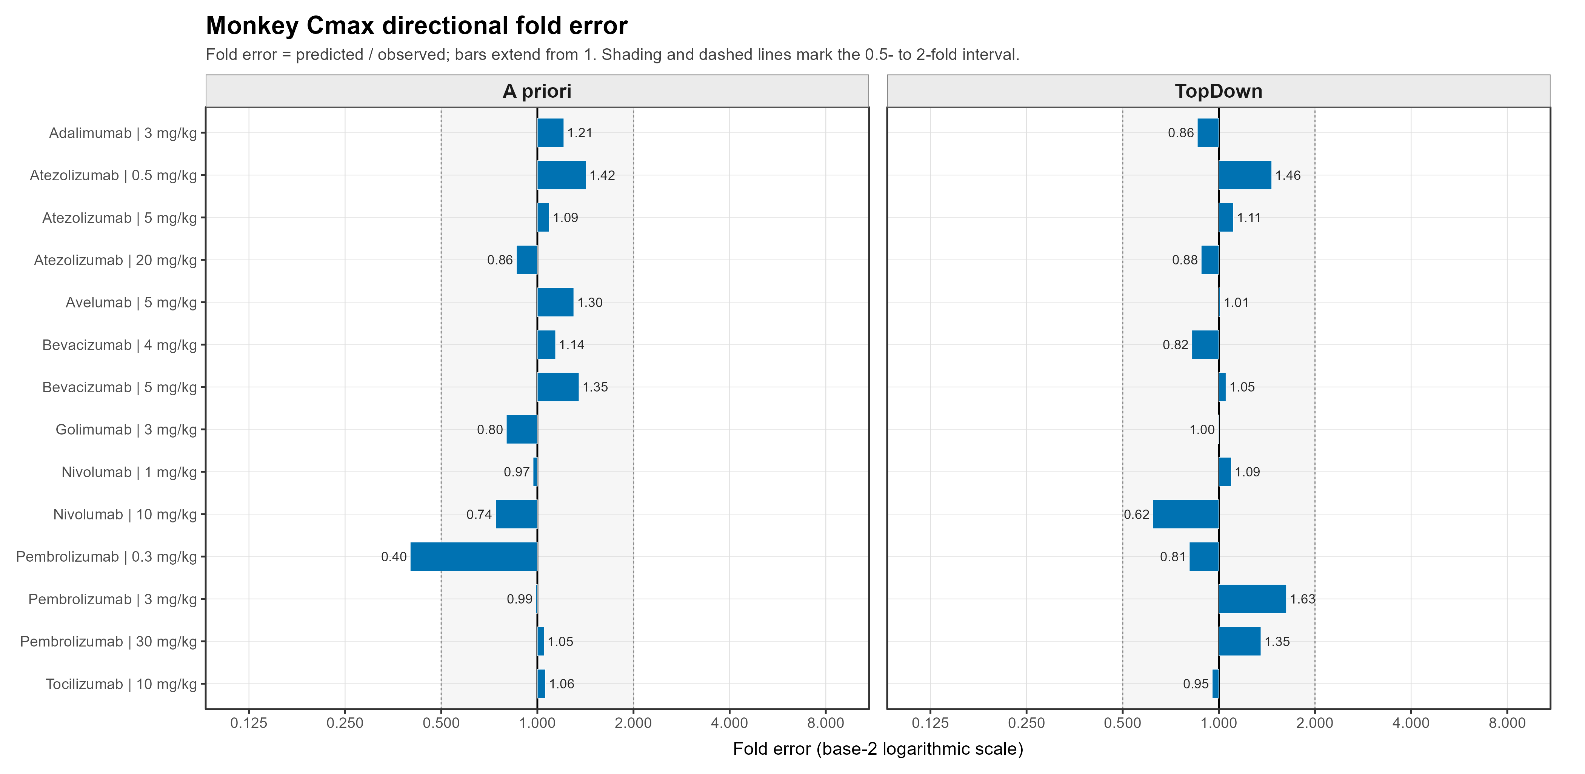 Monkey Cmax directional fold error
Fold error = predicted / observed; bars extend from 1. Shading and dashed lines mark the 0.5- to 2-fold interval.
A priori
TopDown
Adalimumab | 3 mg/kg
1.21
0.86
Atezolizumab | 0.5 mg/kg
1.42
1.46
Atezolizumab | 5 mg/kg
1.09
1.11
Atezolizumab | 20 mg/kg
0.86
0.88
Avelumab | 5 mg/kg
1.30
1.01
Bevacizumab | 4 mg/kg
1.14
0.82
Bevacizumab | 5 mg/kg
1.35
1.05
Golimumab | 3 mg/kg
0.80
1.00
Nivolumab | 1 mg/kg
0.97
1.09
Nivolumab | 10 mg/kg
0.74
0.62
Pembrolizumab | 0.3 mg/kg
0.40
0.81
Pembrolizumab | 3 mg/kg
0.99
1.63
Pembrolizumab | 30 mg/kg
1.05
1.35
Tocilizumab | 10 mg/kg
1.06
0.95
0.125 0.250 0.500 1.000 2.000 4.000 8.000
0.125 0.250 0.500 1.000 2.000 4.000 8.000
Fold error (base-2 logarithmic scale)